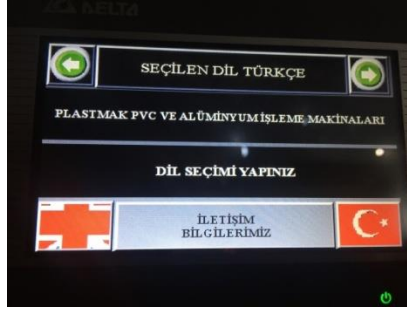 DELTA
SEÇİLEN DİL TÜRKÇE
PLASTMAK PVC VE ALÜMİNYUM İŞLEME MAKİNALARI
DİL SEÇİMİ YAPINIZ
İLETİŞİM
BİLGİLERİMİZ